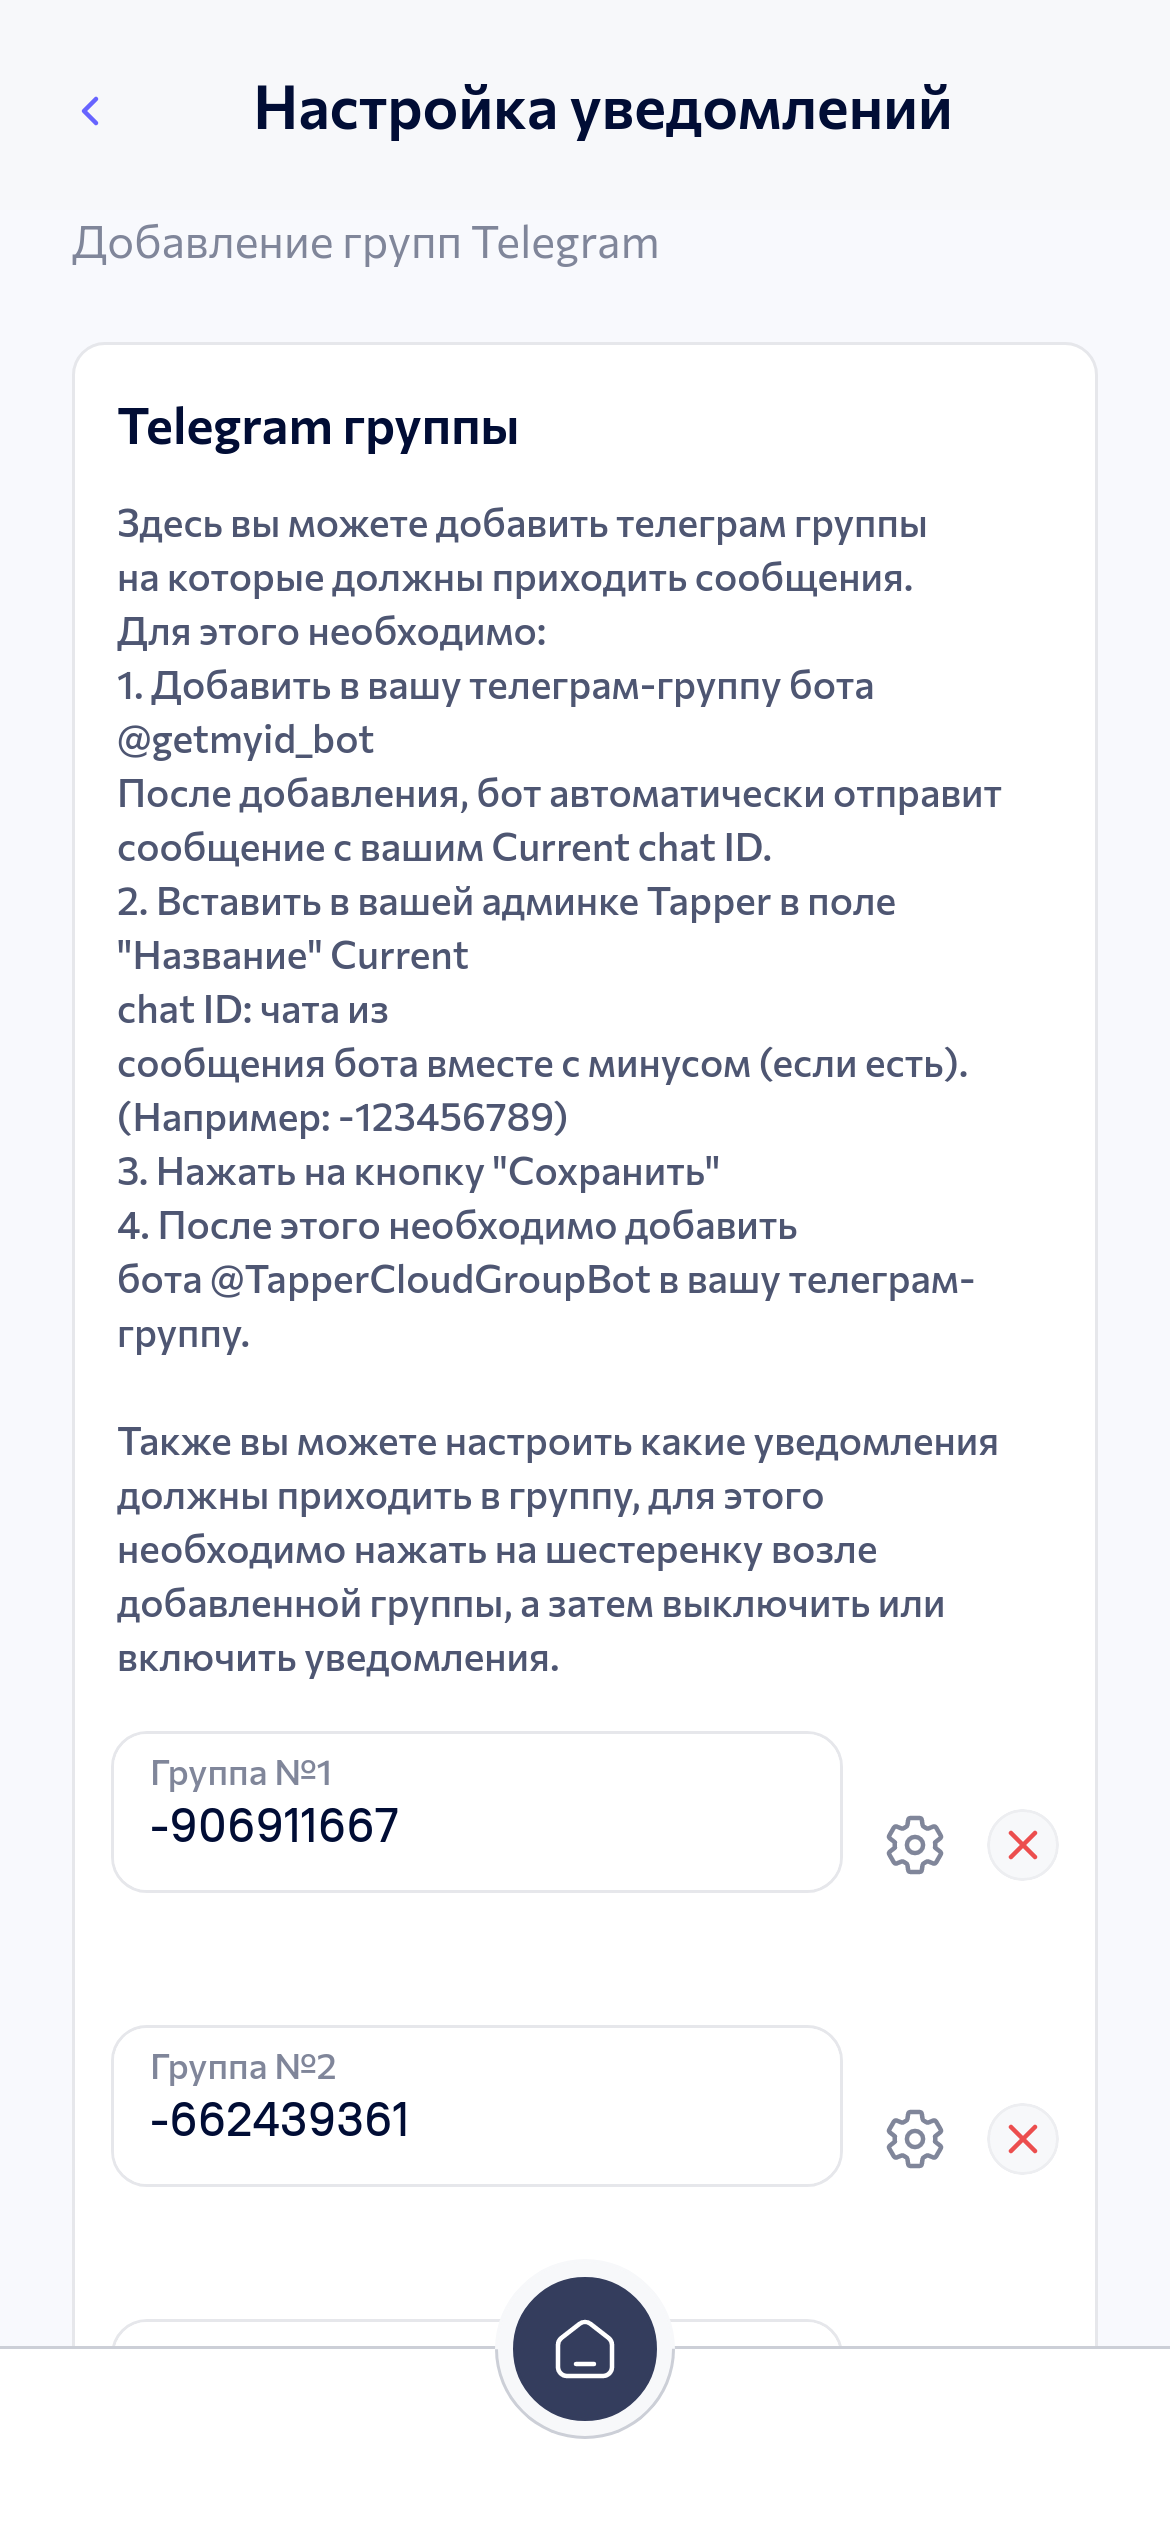 Настройка уведомлений
Добавление групп Telegram
Telegram группы
Здесь вы можете добавить телеграм группы
на которые должны приходить сообщения.
Для этого необходимо:
1. Добавить в вашу телеграм-группу бота
@getmyid_bot
После добавления, бот автоматически отправит
сообщение с вашим Current chat ID.
2. Вставить в вашей админке Tapper в поле
"Название" Current
chat ID: чата из
сообщения бота вместе с минусом (если есть).
(Например: -123456789)
3. Нажать на кнопку "Сохранить"
4. После этого необходимо добавить
бота @TapperCloudGroupBot в вашу телеграм-
группу.
Также вы можете настроить какие уведомления
должны приходить в группу, для этого
необходимо нажать на шестеренку возле
добавленной группы, а затем выключить или
включить уведомления.
Группа №1
-906911667
Группа №2
-662439361